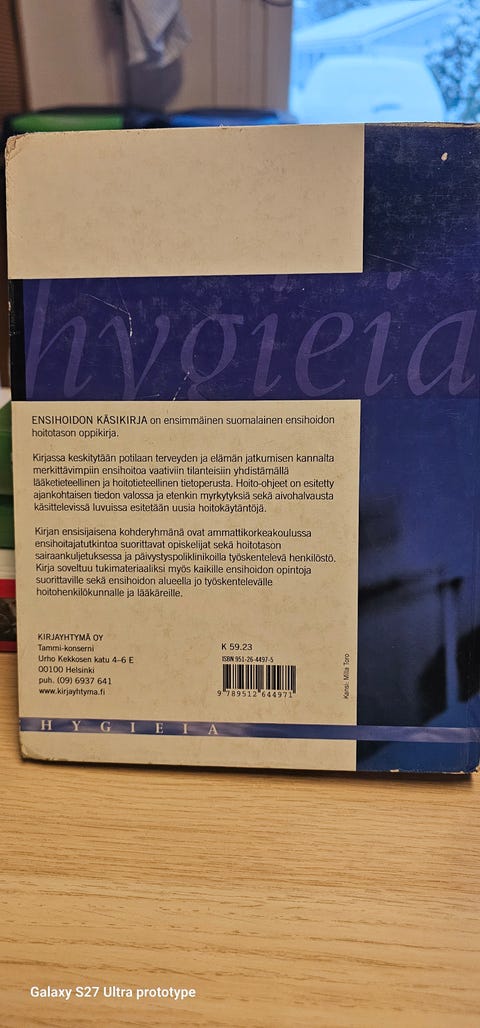 hygieia
ENSIHOIDON KÄSIKIRJA on ensimmäinen suomalainen ensihoidon
hoitotason oppikirja.
Kirjassa keskitytään potilaan terveyden ja elämän jatkumisen kannalta
merkittävimpiin ensihoitoa vaativiin tilanteisiin yhdistämällä
lääketieteellinen ja hoitotieteellinen tietoperusta. Hoito-ohjeet on esitetty
ajankohtaisen tiedon valossa ja etenkin myrkytyksiä sekä aivohalvausta
käsittelevissä luvuissa esitetään uusia hoitokäytäntöjä.
Kirjan ensisijaisena kohderyhmänä ovat ammattikorkeakoulussa
ensihoitajatutkintoa suorittavat opiskelijat sekä hoitotason
sairaankuljetuksessa ja päivystyspoliklinikoilla työskentelevä henkilöstö.
Kirja soveltuu tukimateriaaliksi myös kaikille ensihoidon opintoja
suorittaville sekä ensihoidon alueella jo työskentelevälle
hoitohenkilökunnalle ja lääkäreille.
KIRJAYHTYMÄ OY
Tammi-konserni
Urho Kekkosen katu 4–6 E
00100 Helsinki
puh. (09) 6937 641
www.kirjayhtyma.fi
K 59.23
ISBN 951-26-4497-5
9 789512 644971
Kansi: Milla Toro
HYGIEIA
Galaxy S27 Ultra prototype